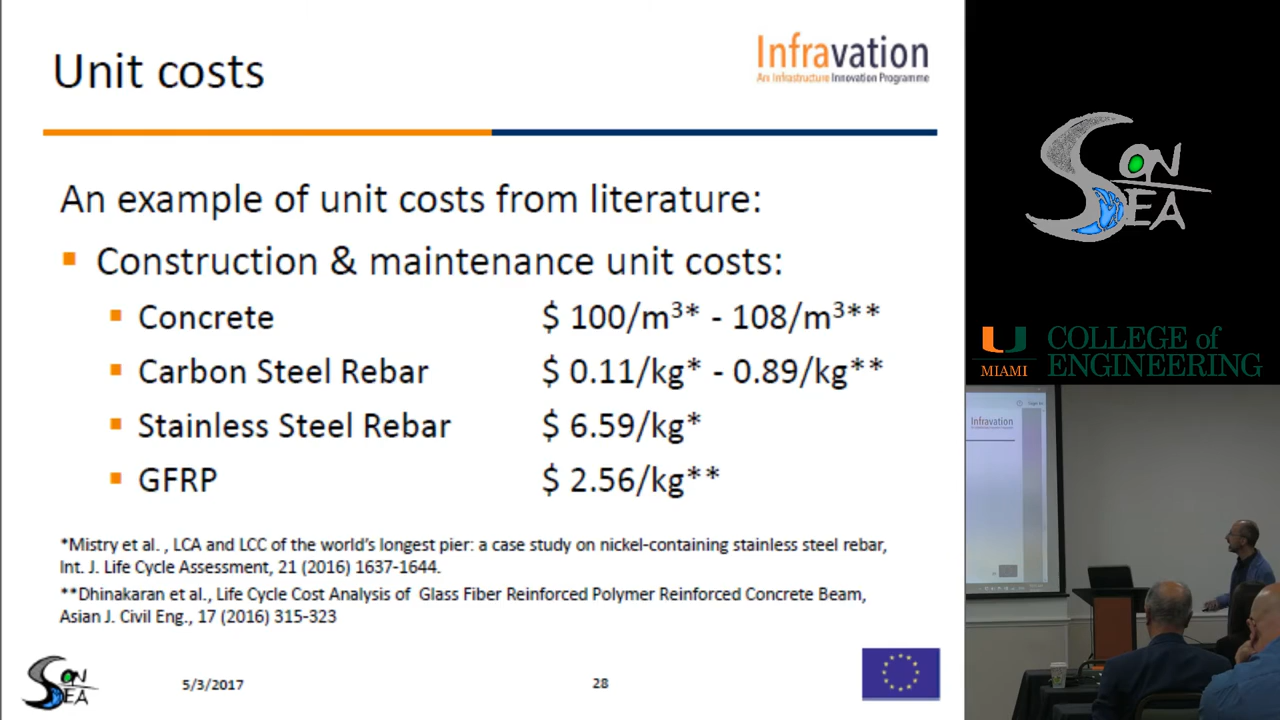 Unit costs
Infravation
An Infrastructure Innovation Programme
An example of unit costs from literature:
Construction & maintenance unit costs:
Concrete $ 100/m³* - 108/m³**
Carbon Steel Rebar $ 0.11/kg* - 0.89/kg**
Stainless Steel Rebar $ 6.59/kg*
GFRP $ 2.56/kg**
*Mistry et al. , LCA and LCC of the world's longest pier: a case study on nickel-containing stainless steel rebar,
Int. J. Life Cycle Assessment, 21 (2016) 1637-1644.
**Dhinakaran et al., Life Cycle Cost Analysis of Glass Fiber Reinforced Polymer Reinforced Concrete Beam,
Asian J. Civil Eng., 17 (2016) 315-323
SON
SEA
5/3/2017
28
SON
SEA
U
MIAMI
COLLEGE of
ENGINEERING
Infravation